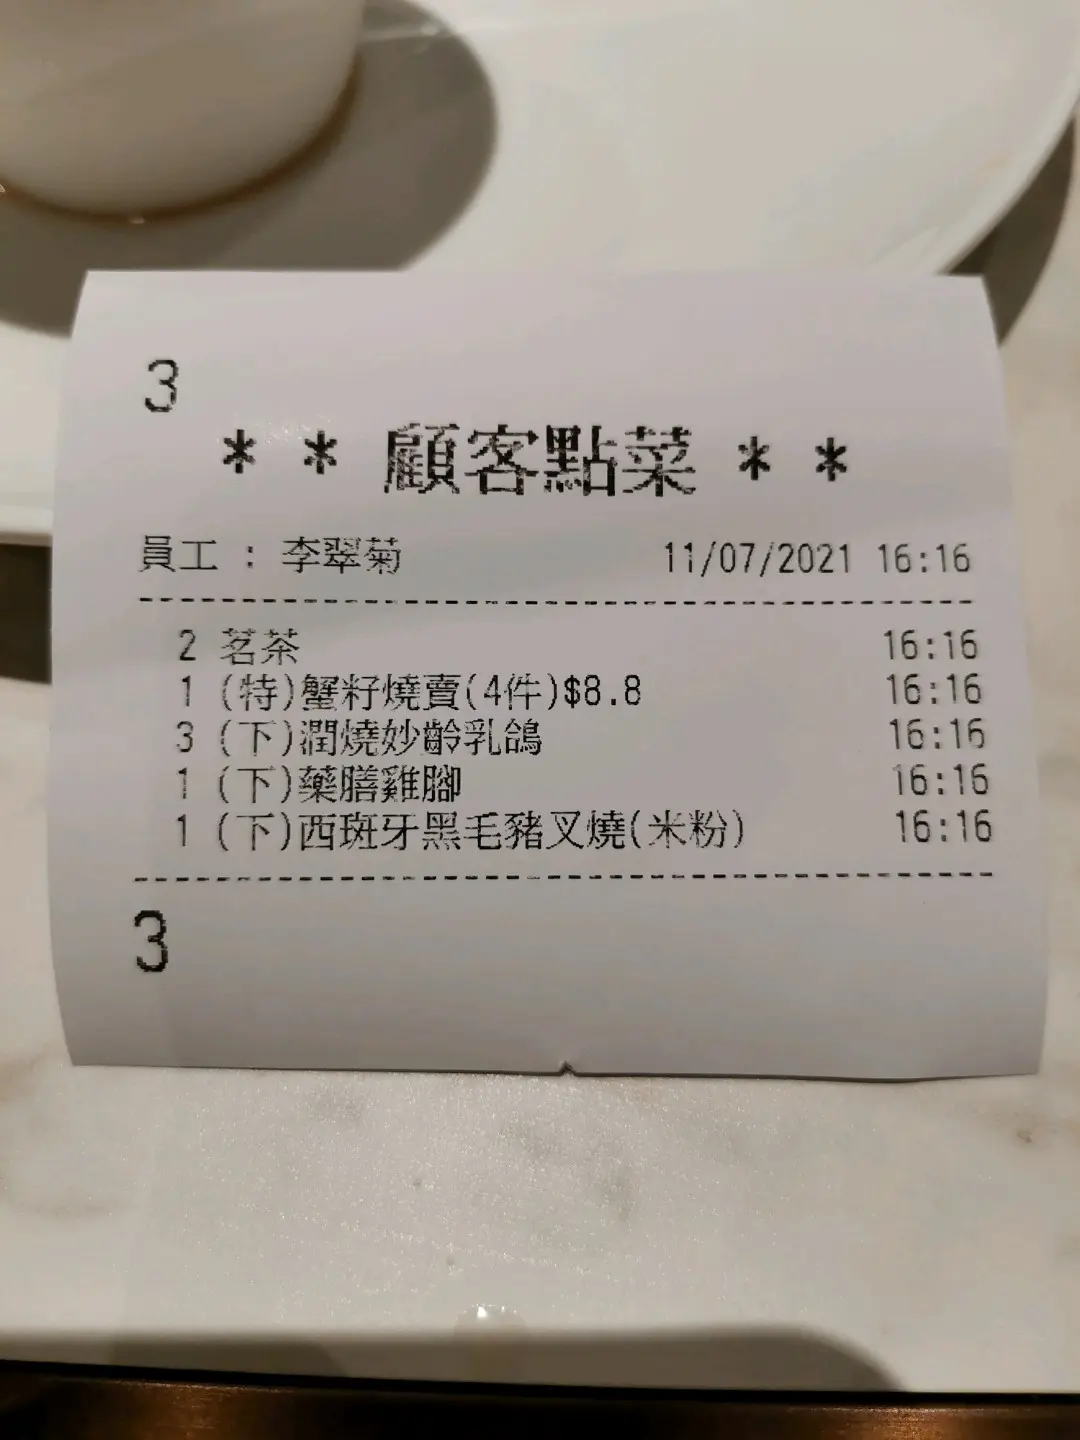 3
* * 顧客點菜 * *
員工 : 李翠菊 11/07/2021 16:16
2 茗茶 16:16
1 (特)蟹籽燒賣(4件)$8.8 16:16
3 (下)潤燒妙齡乳鴿 16:16
1 (下)藥膳雞腳 16:16
1 (下)西班牙黑毛豬叉燒(米粉) 16:16
3